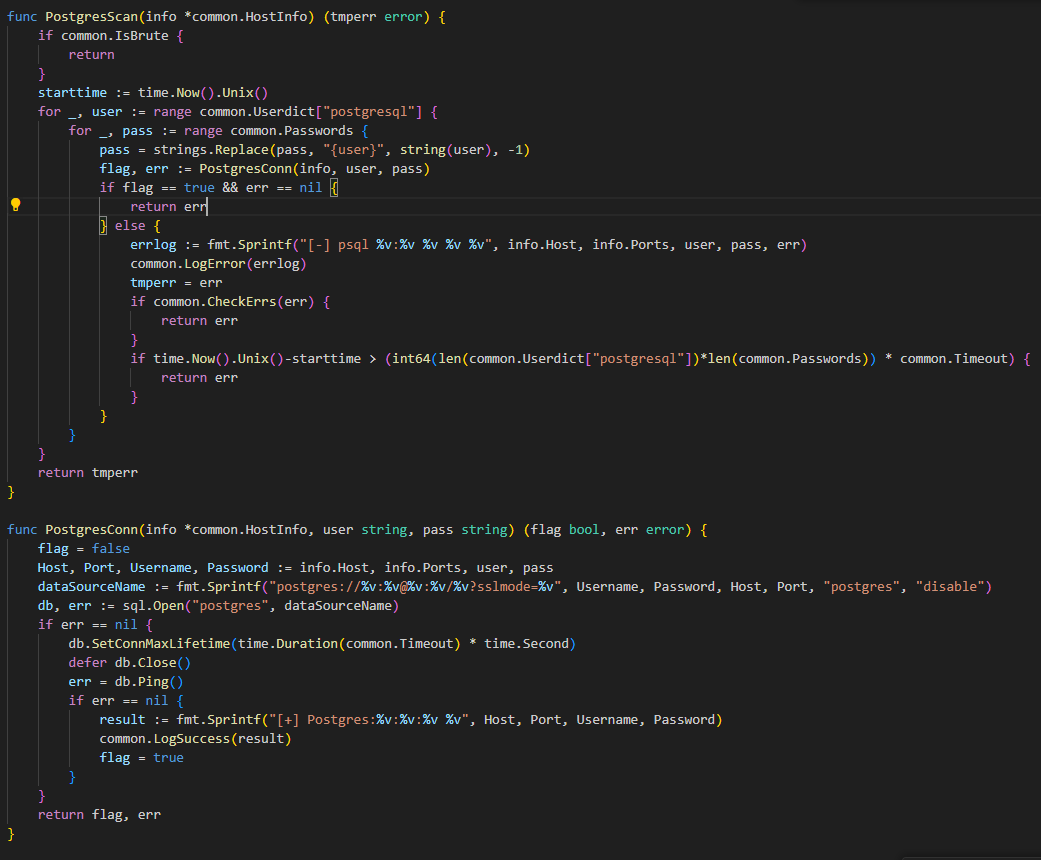 func PostgresScan(info *common.HostInfo) (tmperr error) {
    if common.IsBrute {
        return
    }
    starttime := time.Now().Unix()
    for _, user := range common.Userdict["postgresql"] {
        for _, pass := range common.Passwords {
            pass = strings.Replace(pass, "{user}", string(user), -1)
            flag, err := PostgresConn(info, user, pass)
            if flag == true && err == nil {
                return err
            } else {
                errlog := fmt.Sprintf("[-] psql %v:%v %v %v %v", info.Host, info.Ports, user, pass, err)
                common.LogError(errlog)
                tmperr = err
                if common.CheckErrs(err) {
                    return err
                }
                if time.Now().Unix()-starttime > (int64(len(common.Userdict["postgresql"])*len(common.Passwords)) * common.Timeout) {
                    return err
                }
            }
        }
    }
    return tmperr
}

func PostgresConn(info *common.HostInfo, user string, pass string) (flag bool, err error) {
    flag = false
    Host, Port, Username, Password := info.Host, info.Ports, user, pass
    dataSourceName := fmt.Sprintf("postgres://%v:%v@%v:%v/%v?sslmode=%v", Username, Password, Host, Port, "postgres", "disable")
    db, err := sql.Open("postgres", dataSourceName)
    if err == nil {
        db.SetConnMaxLifetime(time.Duration(common.Timeout) * time.Second)
        defer db.Close()
        err = db.Ping()
        if err == nil {
            result := fmt.Sprintf("[+] Postgres:%v:%v:%v %v", Host, Port, Username, Password)
            common.LogSuccess(result)
            flag = true
        }
    }
    return flag, err
}